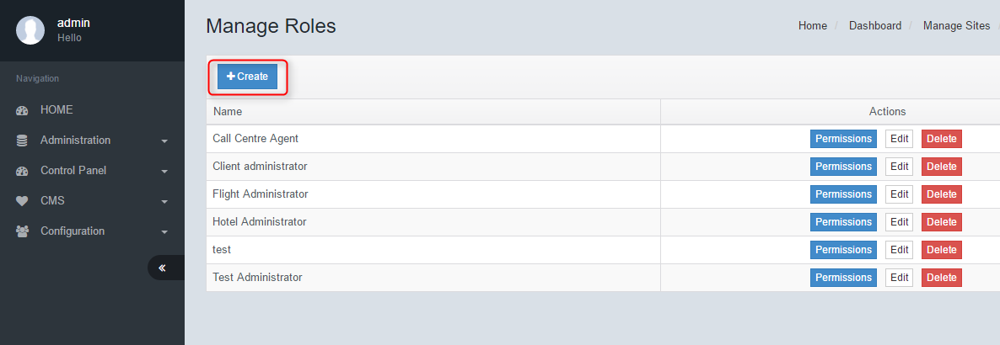 admin
Hello
Navigation
HOME
Administration
Control Panel
CMS
Configuration
Manage Roles
Home / Dashboard / Manage Sites /
Create
Name Actions
Call Centre Agent Permissions Edit Delete
Client administrator Permissions Edit Delete
Flight Administrator Permissions Edit Delete
Hotel Administrator Permissions Edit Delete
test Permissions Edit Delete
Test Administrator Permissions Edit Delete